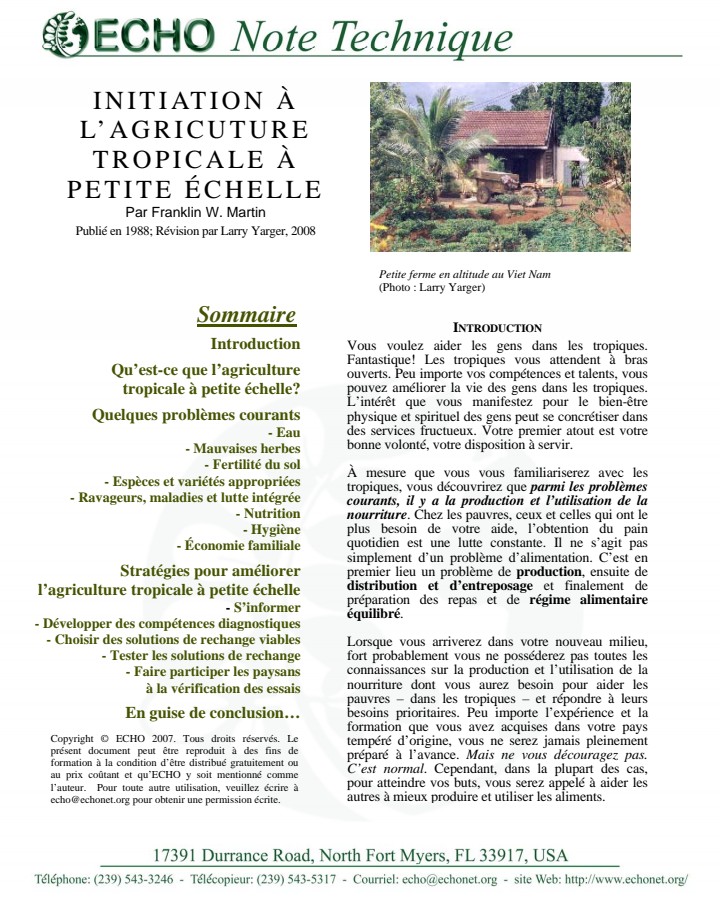 ECHO Note Technique
INITIATION À
L’AGRICUTURE
TROPICALE À
PETITE ÉCHELLE
Par Franklin W. Martin
Publié en 1988; Révision par Larry Yarger, 2008
Petite ferme en altitude au Viet Nam
(Photo : Larry Yarger)
Sommaire
Introduction
Qu’est-ce que l’agriculture
tropicale à petite échelle?
Quelques problèmes courants
- Eau
- Mauvaises herbes
- Fertilité du sol
- Espèces et variétés appropriées
- Ravageurs, maladies et lutte intégrée
- Nutrition
- Hygiène
- Économie familiale
Stratégies pour améliorer
l’agriculture tropicale à petite échelle
- S’informer
- Développer des compétences diagnostiques
- Choisir des solutions de rechange viables
- Tester les solutions de rechange
- Faire participer les paysans
à la vérification des essais
En guise de conclusion…
Copyright © ECHO 2007. Tous droits réservés. Le
présent document peut être reproduit à des fins de
formation à la condition d’être distribué gratuitement ou
au prix coûtant et qu’ECHO y soit mentionné comme
l’auteur. Pour toute autre utilisation, veuillez écrire à
echo@echonet.org pour obtenir une permission écrite.
INTRODUCTION
Vous voulez aider les gens dans les tropiques.
Fantastique! Les tropiques vous attendent à bras
ouverts. Peu importe vos compétences et talents, vous
pouvez améliorer la vie des gens dans les tropiques.
L’intérêt que vous manifestez pour le bien-être
physique et spirituel des gens peut se concrétiser dans
des services fructueux. Votre premier atout est votre
bonne volonté, votre disposition à servir.
À mesure que vous vous familiariserez avec les
tropiques, vous découvrirez que parmi les problèmes
courants, il y a la production et l’utilisation de la
nourriture. Chez les pauvres, ceux et celles qui ont le
plus besoin de votre aide, l’obtention du pain
quotidien est une lutte constante. Il ne s’agit pas
simplement d’un problème d’alimentation. C’est en
premier lieu un problème de production, ensuite de
distribution et d’entreposage et finalement de
préparation des repas et de régime alimentaire
équilibré.
Lorsque vous arriverez dans votre nouveau milieu,
fort probablement vous ne posséderez pas toutes les
connaissances sur la production et l’utilisation de la
nourriture dont vous aurez besoin pour aider les
pauvres – dans les tropiques – et répondre à leurs
besoins prioritaires. Peu importe l’expérience et la
formation que vous avez acquises dans votre pays
tempéré d’origine, vous ne serez jamais pleinement
préparé à l’avance. Mais ne vous découragez pas.
C’est normal. Cependant, dans la plupart des cas,
pour atteindre vos buts, vous serez appelé à aider les
autres à mieux produire et utiliser les aliments.
17391 Durrance Road, North Fort Myers, FL 33917, USA
Téléphone: (239) 543-3246 - Télécopieur: (239) 543-5317 - Courriel: echo@echonet.org - site Web: http://www.echonet.org/